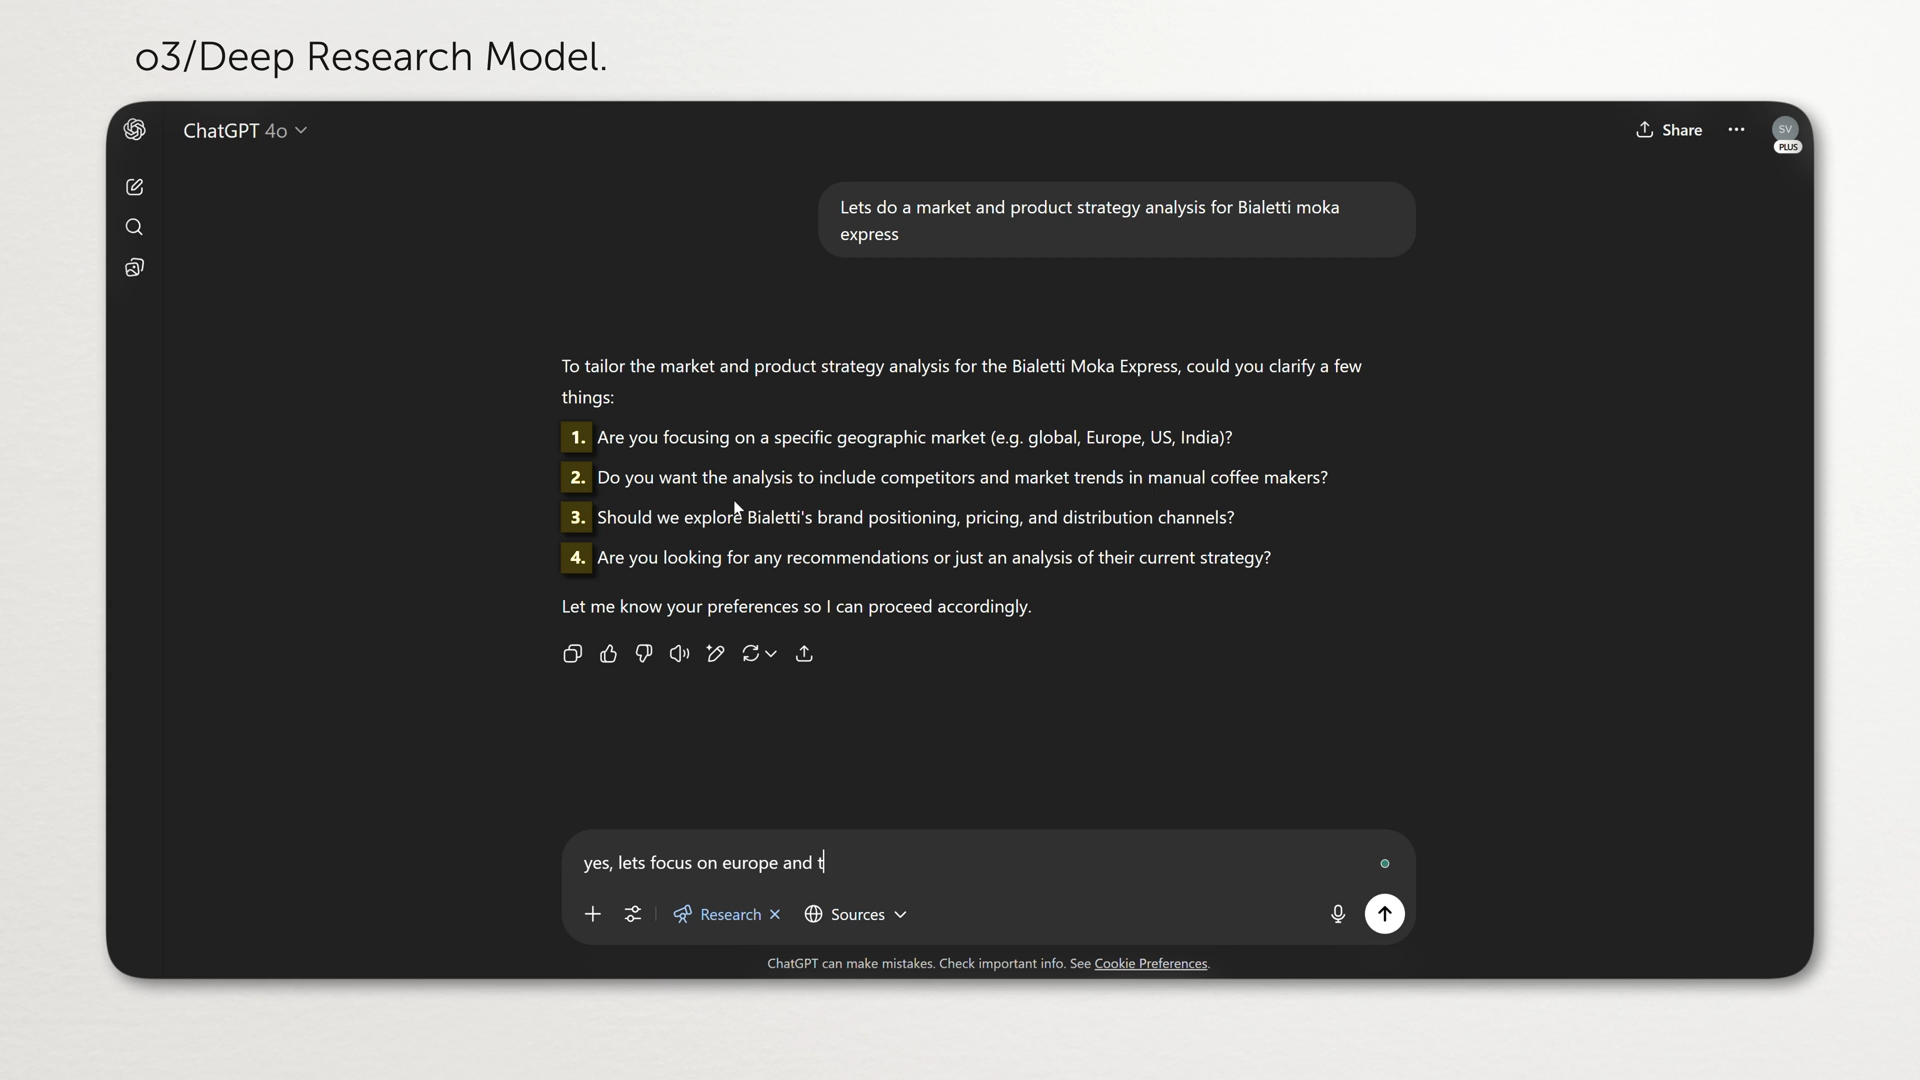 o3/Deep Research Model.
ChatGPT 4o
Share
SV
PLUS
Lets do a market and product strategy analysis for Bialetti moka
express
To tailor the market and product strategy analysis for the Bialetti Moka Express, could you clarify a few
things:
1. Are you focusing on a specific geographic market (e.g. global, Europe, US, India)?
2. Do you want the analysis to include competitors and market trends in manual coffee makers?
3. Should we explore Bialetti's brand positioning, pricing, and distribution channels?
4. Are you looking for any recommendations or just an analysis of their current strategy?
Let me know your preferences so I can proceed accordingly.
yes, lets focus on europe and t
Research
Sources
ChatGPT can make mistakes. Check important info. See Cookie Preferences.